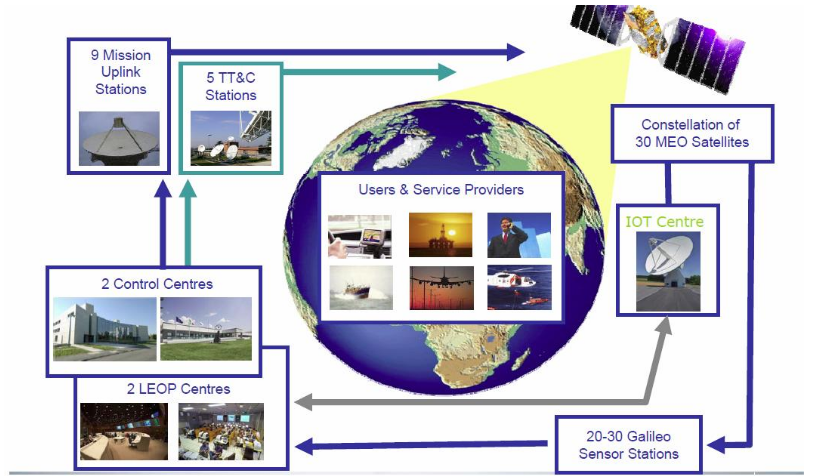 9 Mission
Uplink
Stations
5 TT&C
Stations
Constellation of
30 MEO Satellites
Users & Service Providers
IOT Centre
2 Control Centres
2 LEOP Centres
20-30 Galileo
Sensor Stations